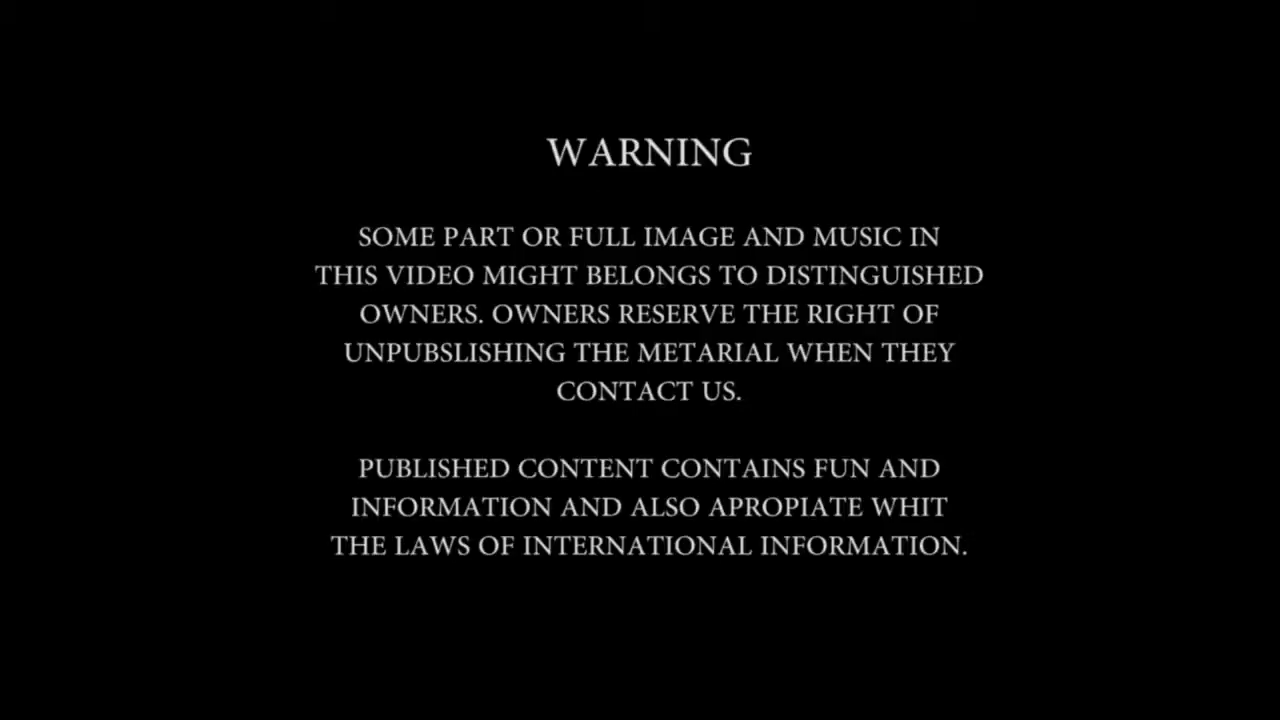 WARNING
SOME PART OR FULL IMAGE AND MUSIC IN
THIS VIDEO MIGHT BELONGS TO DISTINGUISHED
OWNERS. OWNERS RESERVE THE RIGHT OF
UNPUBSLISHING THE METARIAL WHEN THEY
CONTACT US.
PUBLISHED CONTENT CONTAINS FUN AND
INFORMATION AND ALSO APROPIATE WHIT
THE LAWS OF INTERNATIONAL INFORMATION.